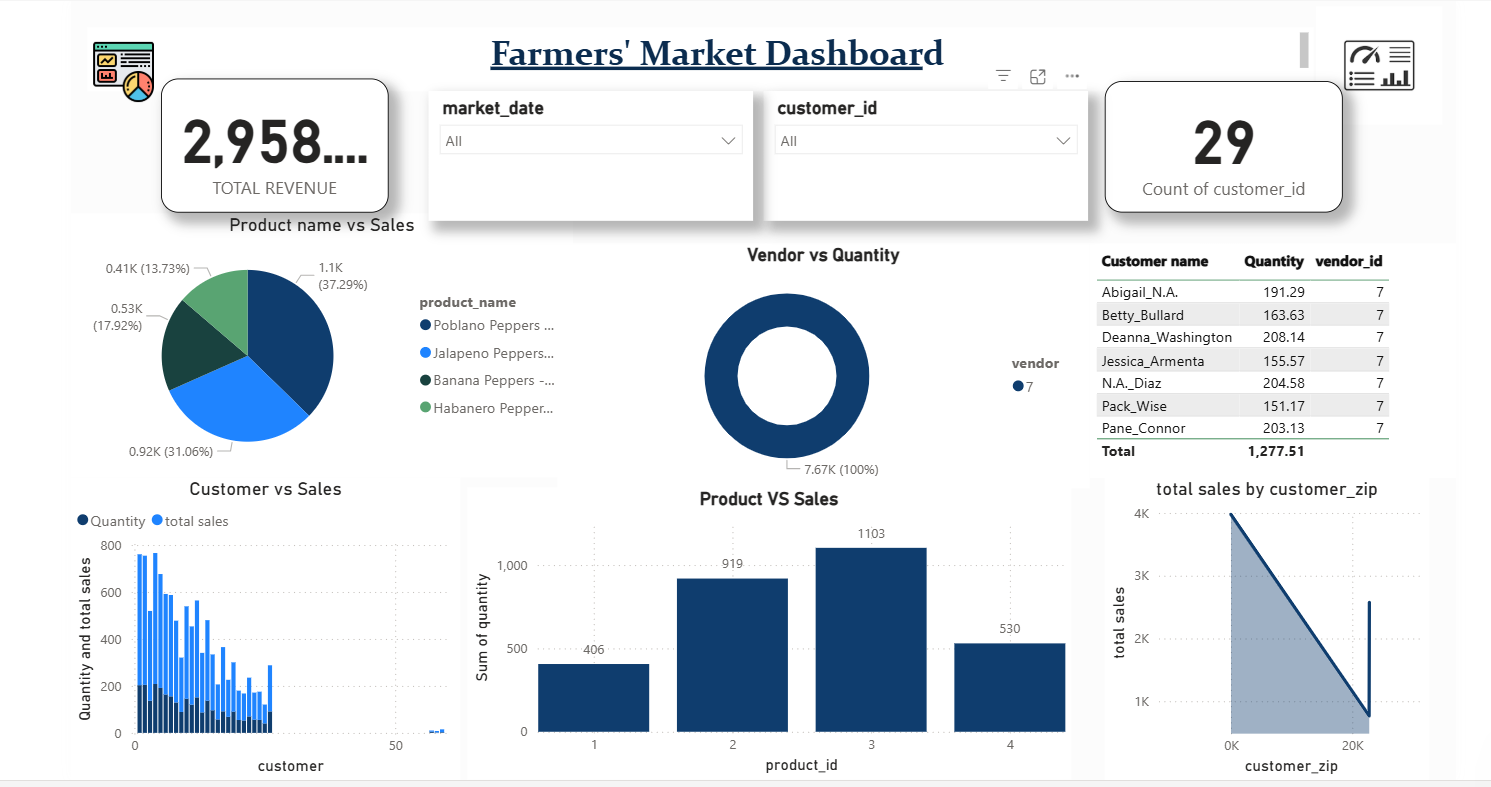 Farmers' Market Dashboard
2,958....
TOTAL REVENUE
market_date
All
customer_id
All
29
Count of customer_id
Product name vs Sales
0.41K (13.73%)
1.1K
(37.29%)
0.53K
(17.92%)
0.92K (31.06%)
product_name
Poblano Peppers ...
Jalapeno Peppers...
Banana Peppers -...
Habanero Pepper...
Vendor vs Quantity
vendor
7
7.67K (100%)
Customer name Quantity vendor_id
Abigail_N.A. 191.29 7
Betty_Bullard 163.63 7
Deanna_Washington 208.14 7
Jessica_Armenta 155.57 7
N.A._Diaz 204.58 7
Pack_Wise 151.17 7
Pane_Connor 203.13 7
Total 1,277.51
Customer vs Sales
Quantity total sales
Quantity and total sales
800
600
400
200
0
0 50
customer
Product VS Sales
Sum of quantity
1,000
500
0
406
919
1103
530
1 2 3 4
product_id
total sales by customer_zip
total sales
4K
3K
2K
1K
0K 20K
customer_zip